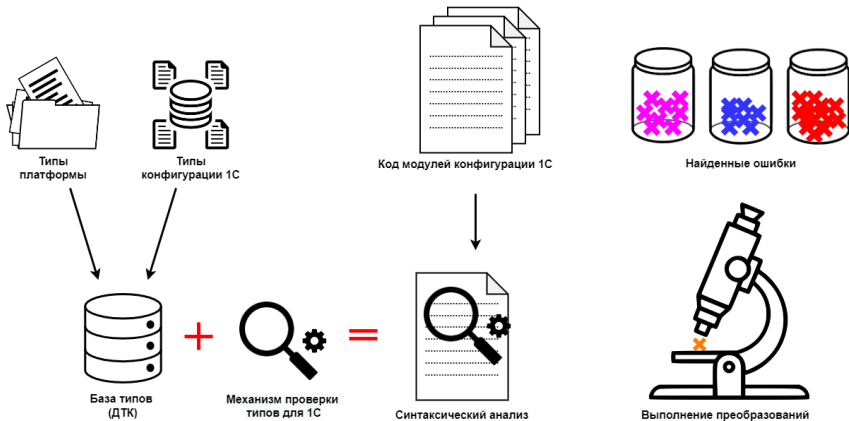 Типы
платформы
Типы
конфигурации 1С
Код модулей конфигурации 1С
Найденные ошибки
База типов
(ДТК)
+
Механизм проверки
типов для 1С
=
Синтаксический анализ
Выполнение преобразований